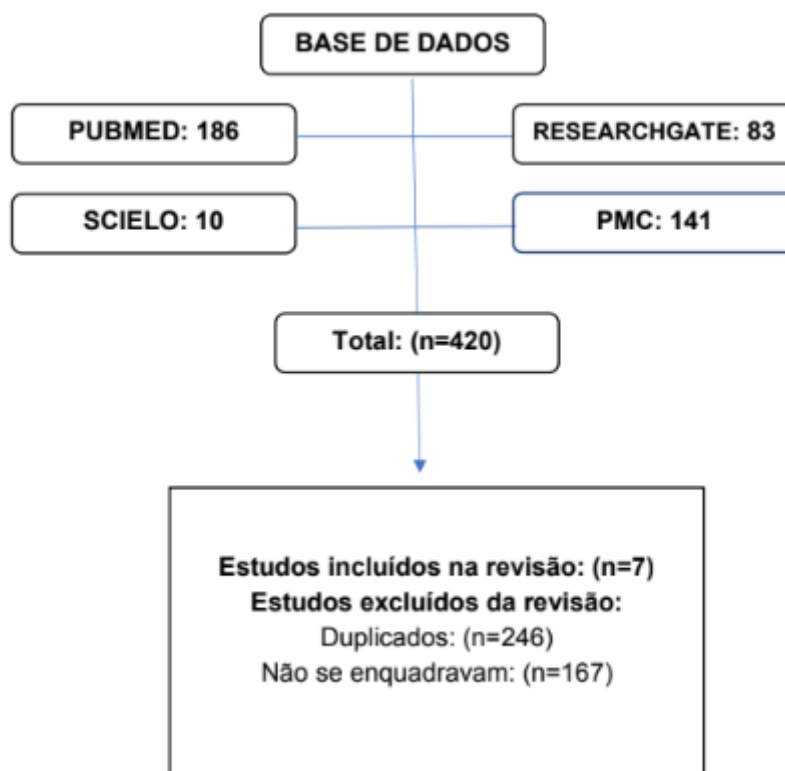 BASE DE DADOS
PUBMED: 186
RESEARCHGATE: 83
SCIELO: 10
PMC: 141
Total: (n=420)
Estudos incluídos na revisão: (n=7)
Estudos excluídos da revisão:
Duplicados: (n=246)
Não se enquadravam: (n=167)